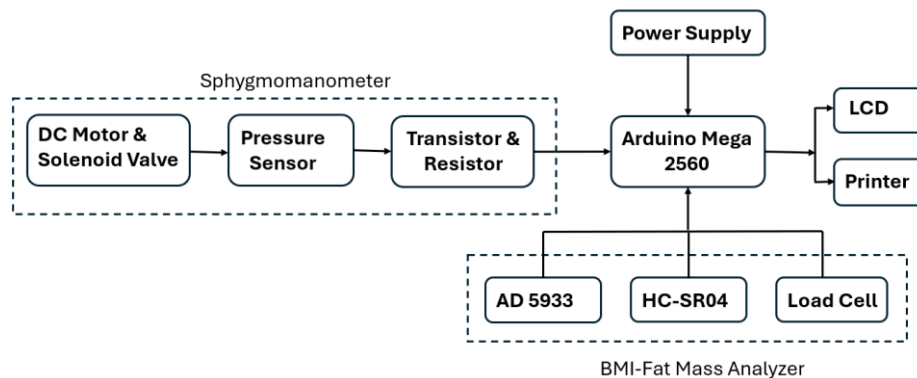 Power Supply
Sphygmomanometer
DC Motor &
Solenoid Valve
Pressure
Sensor
Transistor &
Resistor
Arduino Mega
2560
LCD
Printer
AD 5933
HC-SR04
Load Cell
BMI-Fat Mass Analyzer